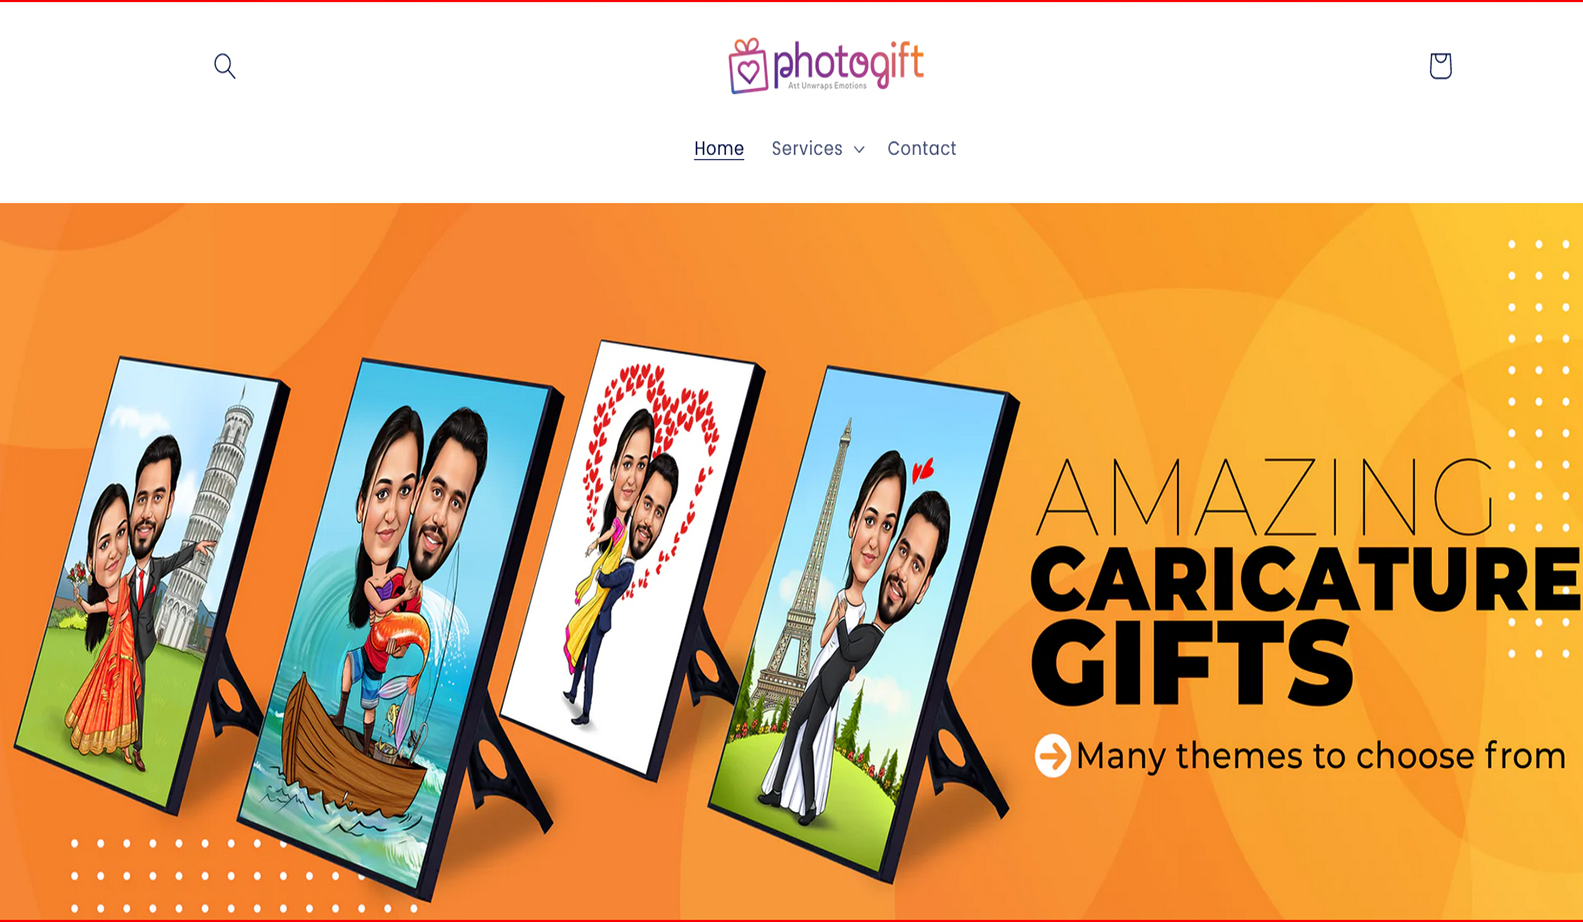 photogift
Art Unwraps Emotions
Home Services Contact
AMAZING
CARICATURE
GIFTS
Many themes to choose from